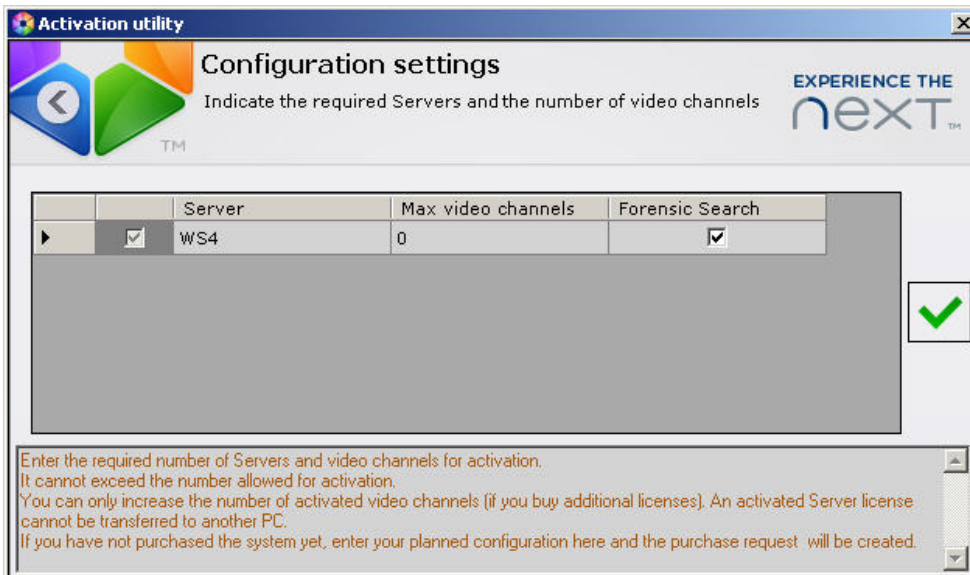 Activation utility
Configuration settings
Indicate the required Servers and the number of video channels
EXPERIENCE THE
next™
TM
Server Max video channels Forensic Search
WS4 0
Enter the required number of Servers and video channels for activation.
It cannot exceed the number allowed for activation.
You can only increase the number of activated video channels (if you buy additional licenses). An activated Server license
cannot be transferred to another PC.
If you have not purchased the system yet, enter your planned configuration here and the purchase request will be created.